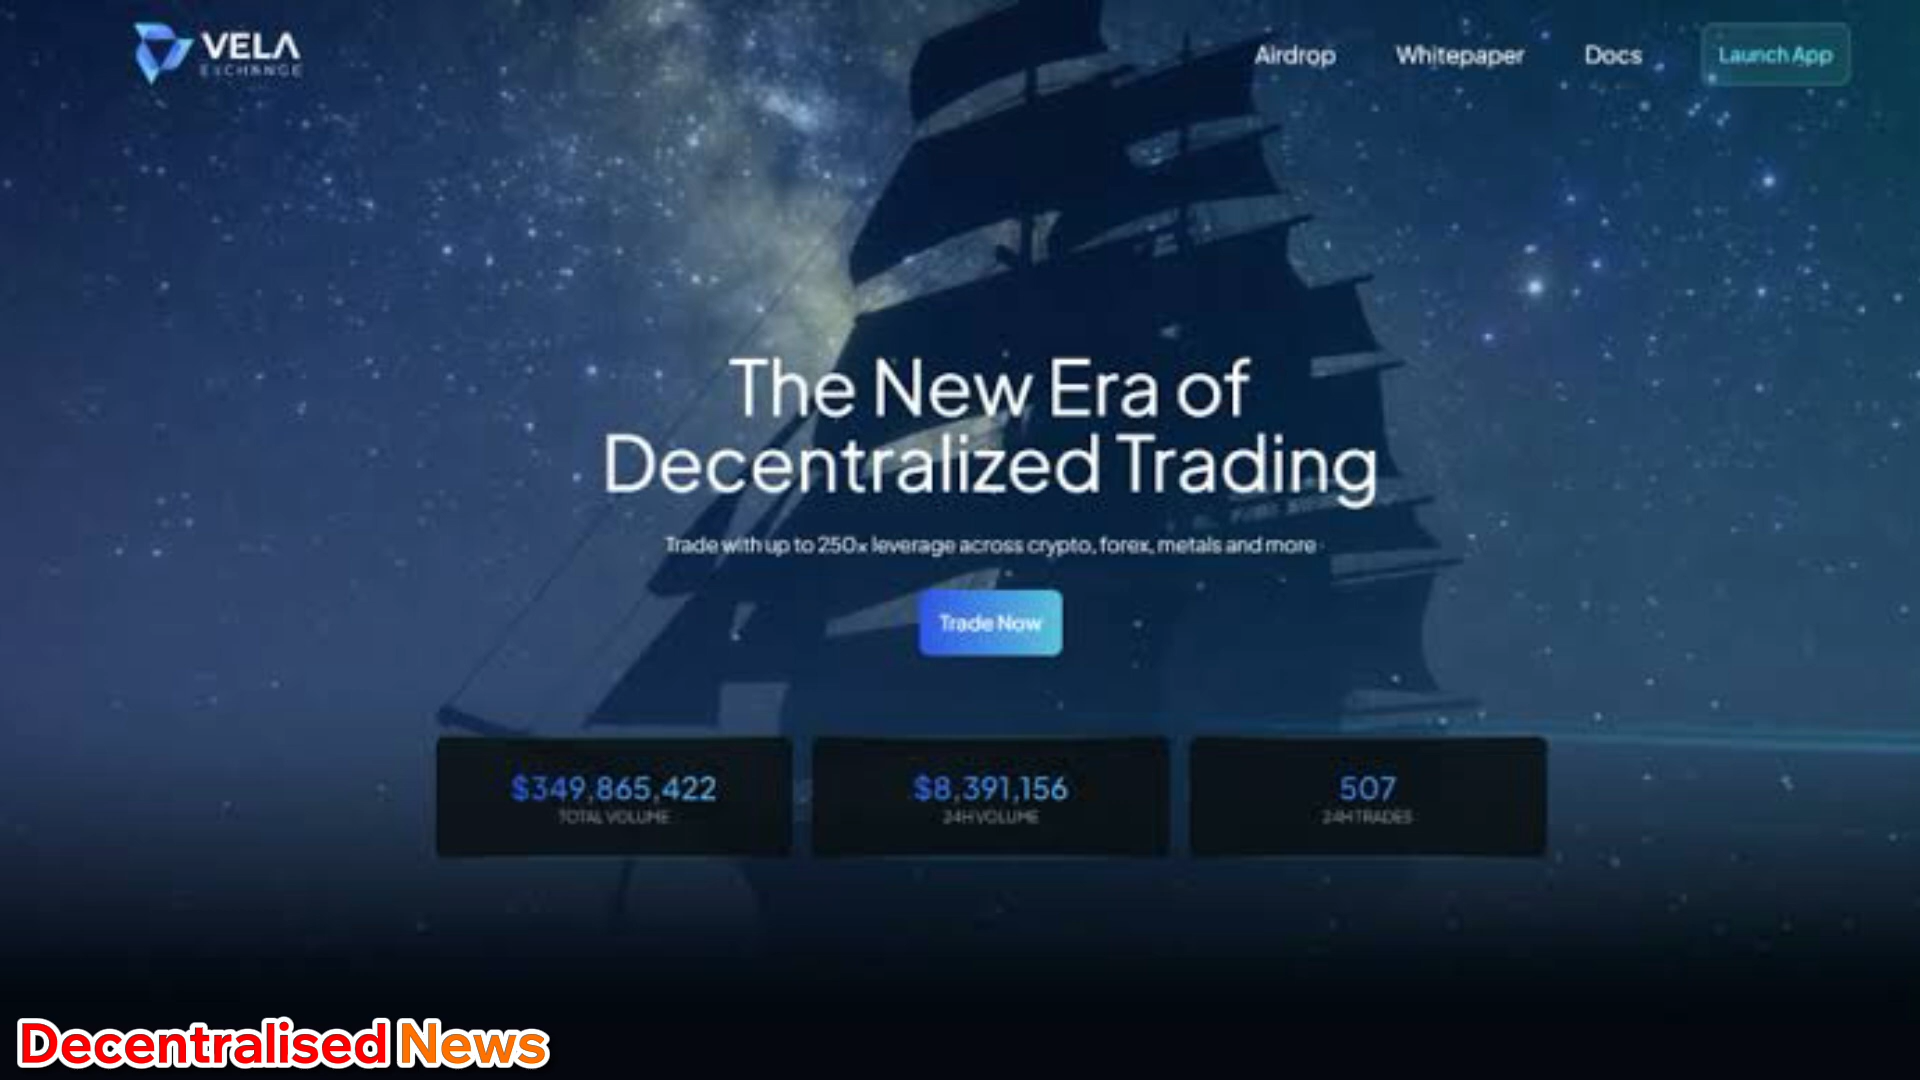 VELA
EXCHANGE
Airdrop
Whitepaper
Docs
Launch App
The New Era of
Decentralized Trading
Trade with up to 250x leverage across crypto, forex, metals and more
Trade Now
$349,865,422
TOTAL VOLUME
$8,391,156
24H VOLUME
507
24H TRADES
Decentralised News